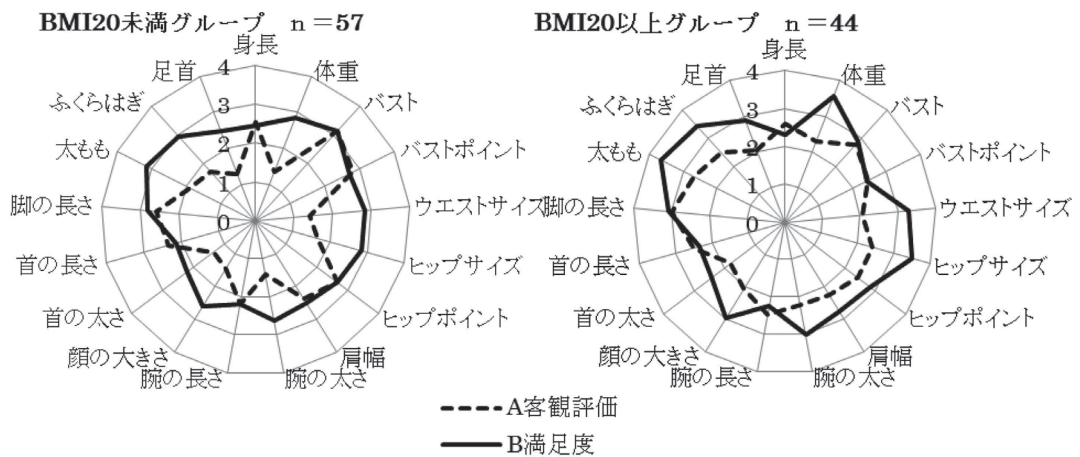 BMI20未満グループ n＝57
身長
体重
バスト
バストポイント
ウエストサイズ
ヒップサイズ
ヒップポイント
肩幅
腕の太さ
腕の長さ
顔の大きさ
首の太さ
首の長さ
脚の長さ
太もも
ふくらはぎ
足首
4
3
2
1
0
BMI20以上グループ n＝44
身長
体重
バスト
バストポイント
ウエストサイズ
ヒップサイズ
ヒップポイント
肩幅
腕の太さ
腕の長さ
顔の大きさ
首の太さ
首の長さ
脚の長さ
太もも
ふくらはぎ
足首
4
3
2
1
0
A客観評価
B満足度